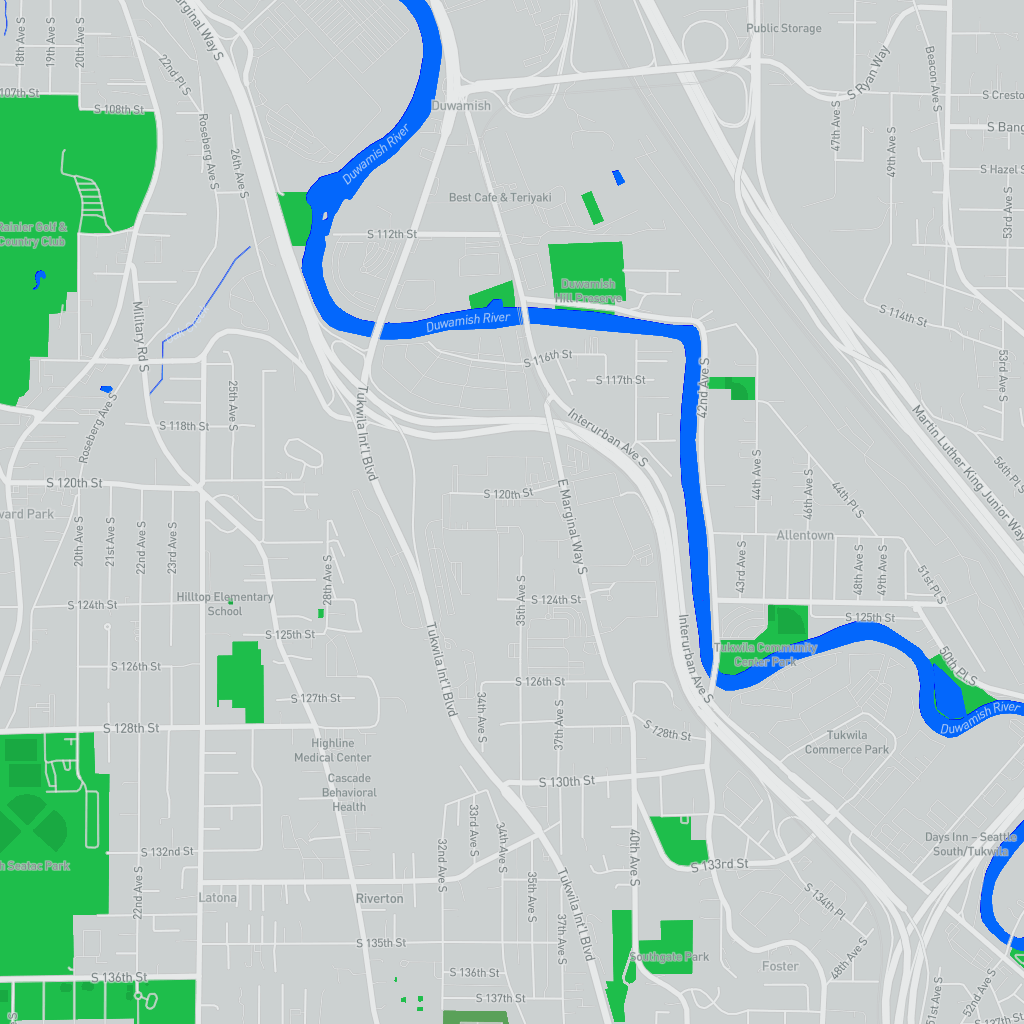 18th Ave S
19th Ave S
20th Ave S
Marginal Way S
22nd Pl S
Public Storage
S Ryan Way
Beacon Ave S
107th St
S 108th St
Duwamish
47th Ave S
49th Ave S
S Hazel S
Roseberg Ave S
26th Ave S
Duwamish River
Best Cafe & Teriyaki
53rd Ave S
Rainier Golf &
Country Club
S 112th St
Duwamish
Hill Preserve
Military Rd S
Duwamish River
S 114th St
S 116th St
S 117th St
42nd Ave S
53rd Ave S
25th Ave S
Roseberg Ave S
Tukwila Int'l Blvd
S 118th St
Interurban Ave S
Martin Luther King Junior Way
56th Pl S
44th Ave S
46th Ave S
44th Pl S
S 120th St
S 120th St
E Marginal Way S
20th Ave S
21st Ave S
22nd Ave S
23rd Ave S
Allentown
43rd Ave S
48th Ave S
49th Ave S
51st Pl S
28th Ave S
35th Ave S
Hilltop Elementary
School
S 124th St
S 124th St
S 125th St
S 125th St
Tukwila Int'l Blvd
Interurban Ave S
Tukwila Community
Center Park
50th Pl S
S 126th St
S 126th St
S 127th St
34th Ave S
37th Ave S
Duwamish River
S 128th St
S 128th St
Tukwila
Commerce Park
Highline
Medical Center
Cascade
Behavioral
Health
S 130th St
33rd Ave S
34th Ave S
32nd Ave S
40th Ave S
Days Inn – Seattle
South/Tukwila
S 132nd St
Seatac Park
S 133rd St
22nd Ave S
Latona
Riverton
35th Ave S
37th Ave S
Tukwila Int'l Blvd
S 134th Pl
S 135th St
Southgate Park
48th Ave S
Foster
S 136th St
S 136th St
S 137th St
51st Ave S
52nd Ave S